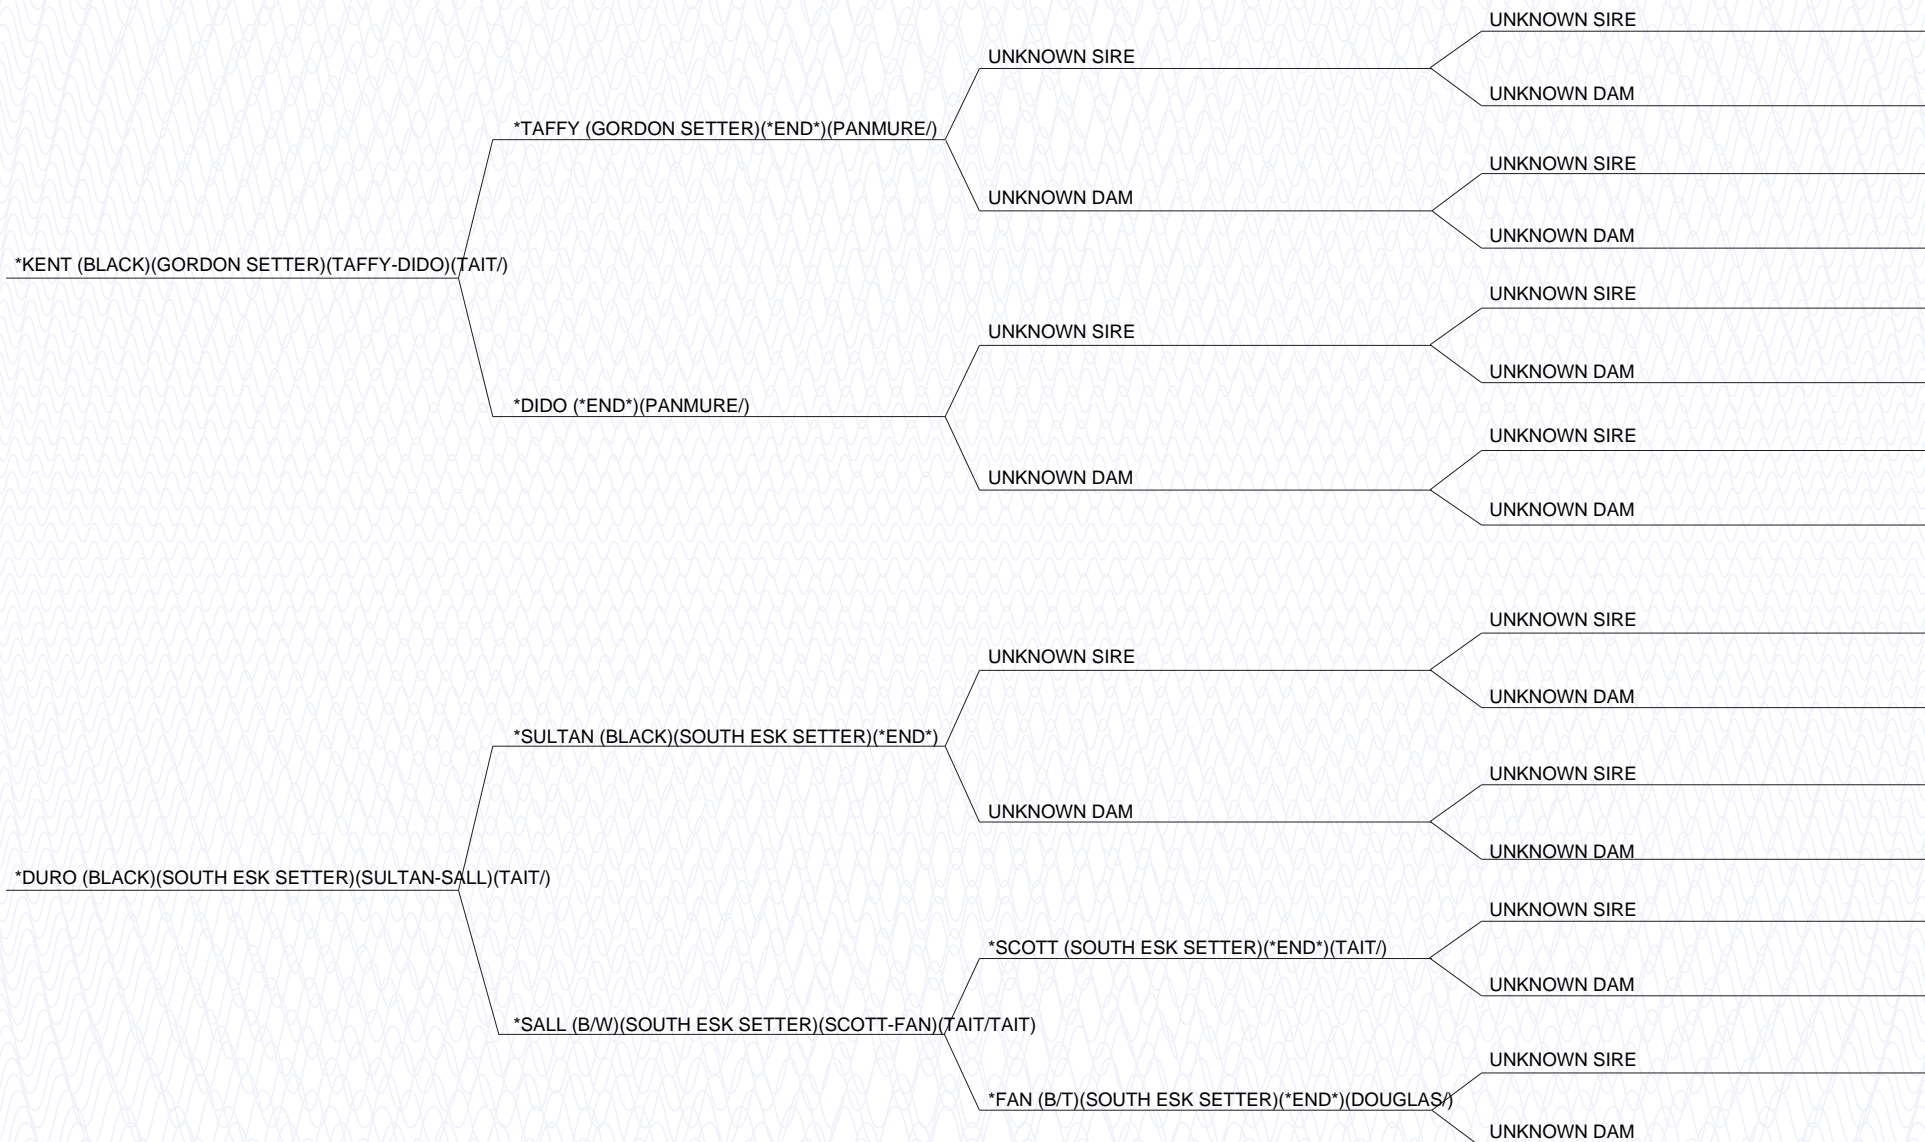 UNKNOWN SIRE
UNKNOWN SIRE
UNKNOWN DAM
*TAFFY (GORDON SETTER)(*END*)(PANMURE/)
UNKNOWN SIRE
UNKNOWN DAM
UNKNOWN DAM
*KENT (BLACK)(GORDON SETTER)(TAFFY-DIDO)(TAIT/)
UNKNOWN SIRE
UNKNOWN SIRE
UNKNOWN DAM
*DIDO (*END*)(PANMURE/)
UNKNOWN SIRE
UNKNOWN DAM
UNKNOWN DAM
UNKNOWN SIRE
UNKNOWN SIRE
UNKNOWN DAM
*SULTAN (BLACK)(SOUTH ESK SETTER)(*END*)
UNKNOWN SIRE
UNKNOWN DAM
UNKNOWN DAM
*DURO (BLACK)(SOUTH ESK SETTER)(SULTAN-SALL)(TAIT/)
UNKNOWN SIRE
*SCOTT (SOUTH ESK SETTER)(*END*)(TAIT/)
UNKNOWN DAM
*SALL (B/W)(SOUTH ESK SETTER)(SCOTT-FAN)(TAIT/TAIT)
UNKNOWN SIRE
*FAN (B/T)(SOUTH ESK SETTER)(*END*)(DOUGLAS/)
UNKNOWN DAM